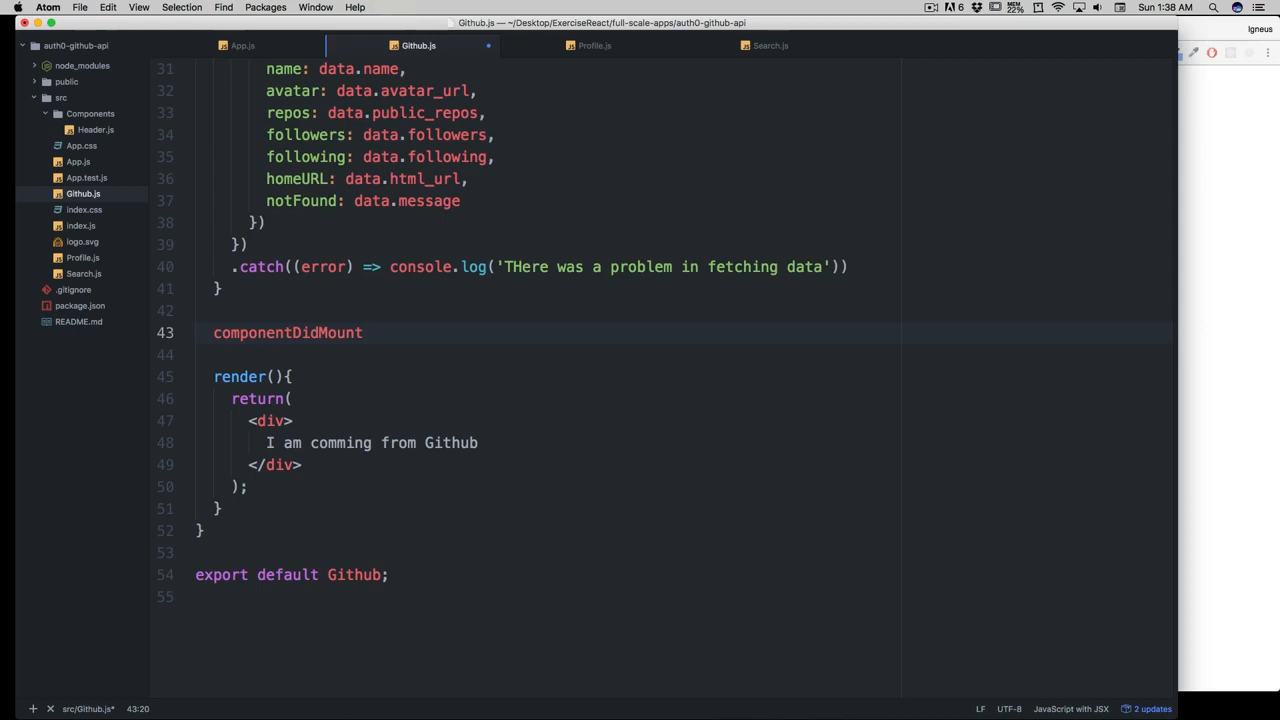 Atom File Edit View Selection Find Packages Window Help
6 MEM 22% Sun 1:38 AM
Github.js — ~/Desktop/ExerciseReact/full-scale-apps/auth0-github-api
Igneus
auth0-github-api
node_modules
public
src
Components
Header.js
App.css
App.js
App.test.js
Github.js
index.css
index.js
logo.svg
Profile.js
Search.js
.gitignore
package.json
README.md
App.js Github.js Profile.js Search.js
31 name: data.name,
32 avatar: data.avatar_url,
33 repos: data.public_repos,
34 followers: data.followers,
35 following: data.following,
36 homeURL: data.html_url,
37 notFound: data.message
38 })
39 })
40 .catch((error) => console.log('THere was a problem in fetching data'))
41 }
42
43 componentDidMount
44
45 render(){
46 return(
47 <div>
48 I am comming from Github
49 </div>
50 );
51 }
52 }
53
54 export default Github;
55
src/Github.js* 43:20 LF UTF-8 JavaScript with JSX 2 updates